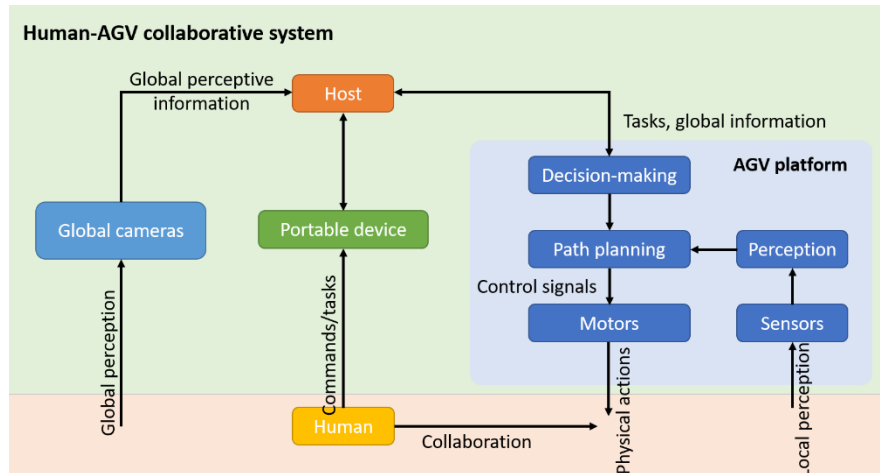 Human-AGV collaborative system
Global perceptive
information
Host
Tasks, global information
AGV platform
Decision-making
Global cameras
Portable device
Path planning
Perception
Control signals
Motors
Sensors
Global perception
Commands/tasks
Physical actions
Local perception
Human
Collaboration